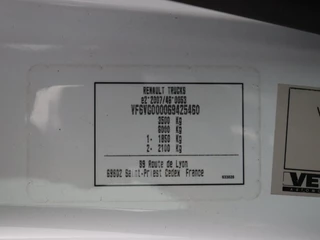 RENAULT TRUCKS
e2*2007/46*0003
VF6VG000069425460
3500 Kg
6000 Kg
1- 1850 Kg
2- 2100 Kg
99 Route de Lyon
69802 Saint-Priest Cedex France
VE